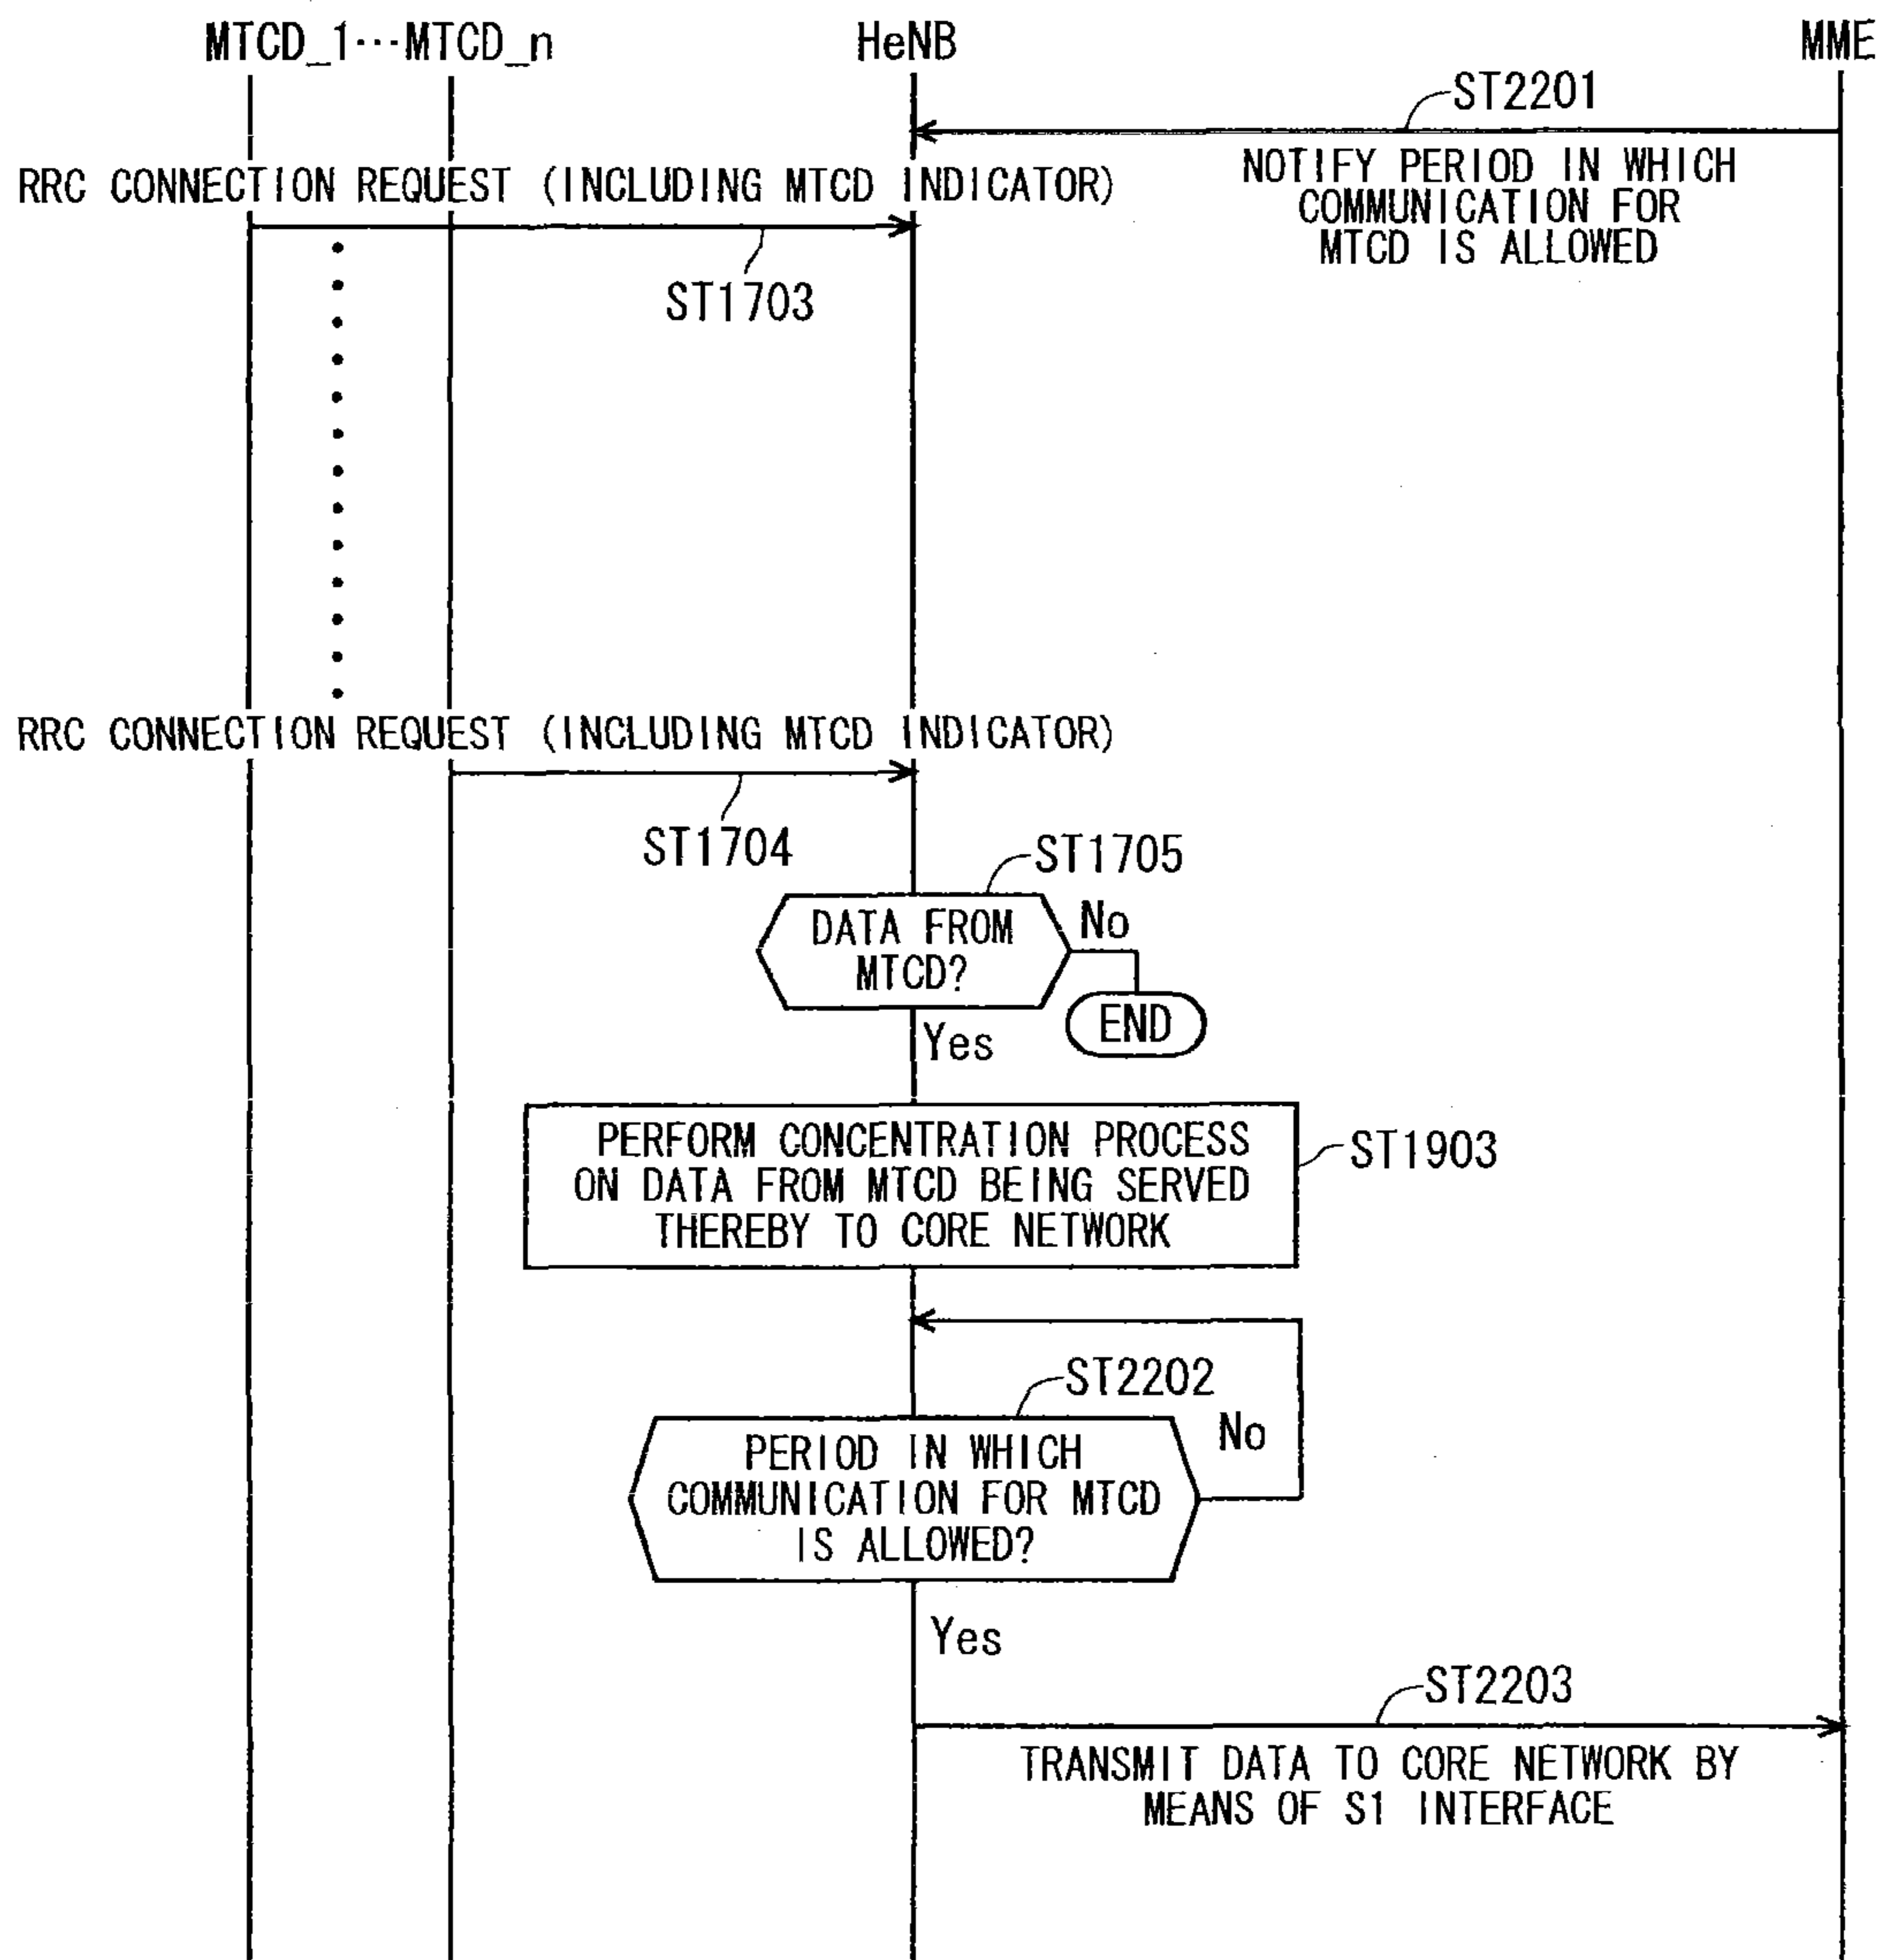 MTCD_1···MTCD_n
HeNB
MME
ST2201
NOTIFY PERIOD IN WHICH
COMMUNICATION FOR
MTCD IS ALLOWED
RRC CONNECTION REQUEST (INCLUDING MTCD INDICATOR)
ST1703
RRC CONNECTION REQUEST (INCLUDING MTCD INDICATOR)
ST1704
ST1705
DATA FROM
MTCD?
No
END
Yes
PERFORM CONCENTRATION PROCESS
ON DATA FROM MTCD BEING SERVED
THEREBY TO CORE NETWORK
ST1903
ST2202
PERIOD IN WHICH
COMMUNICATION FOR MTCD
IS ALLOWED?
No
Yes
ST2203
TRANSMIT DATA TO CORE NETWORK BY
MEANS OF S1 INTERFACE